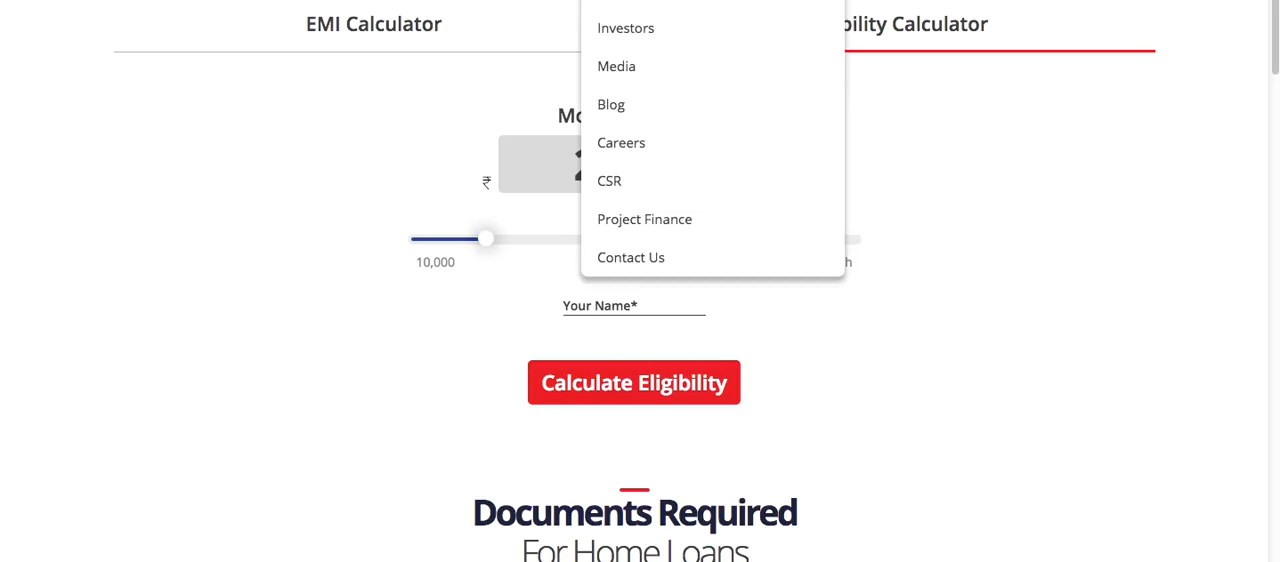 EMI Calculator
bility Calculator
Investors
Media
Blog
Careers
CSR
Project Finance
Contact Us
₹
10,000
Your Name*
Calculate Eligibility
Documents Required
For Home Loans